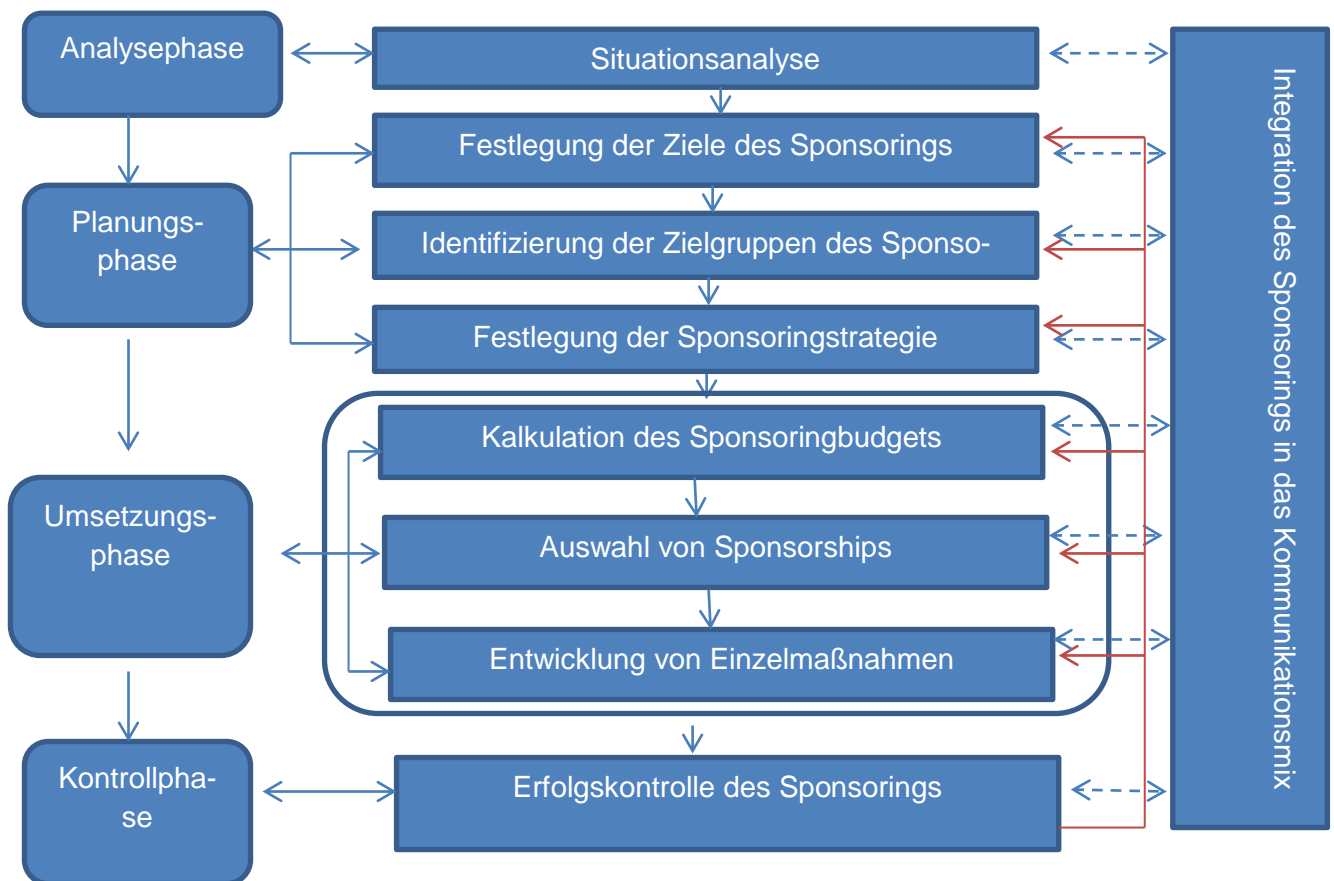 Analysephase
Situationsanalyse
Festlegung der Ziele des Sponsorings
Planungs-
phase
Identifizierung der Zielgruppen des Sponso-
Festlegung der Sponsoringstrategie
Kalkulation des Sponsoringbudgets
Umsetzungs-
phase
Auswahl von Sponsorships
Entwicklung von Einzelmaßnahmen
Kontrollpha-
se
Erfolgskontrolle des Sponsorings
Integration des Sponsorings in das Kommunikationsmix